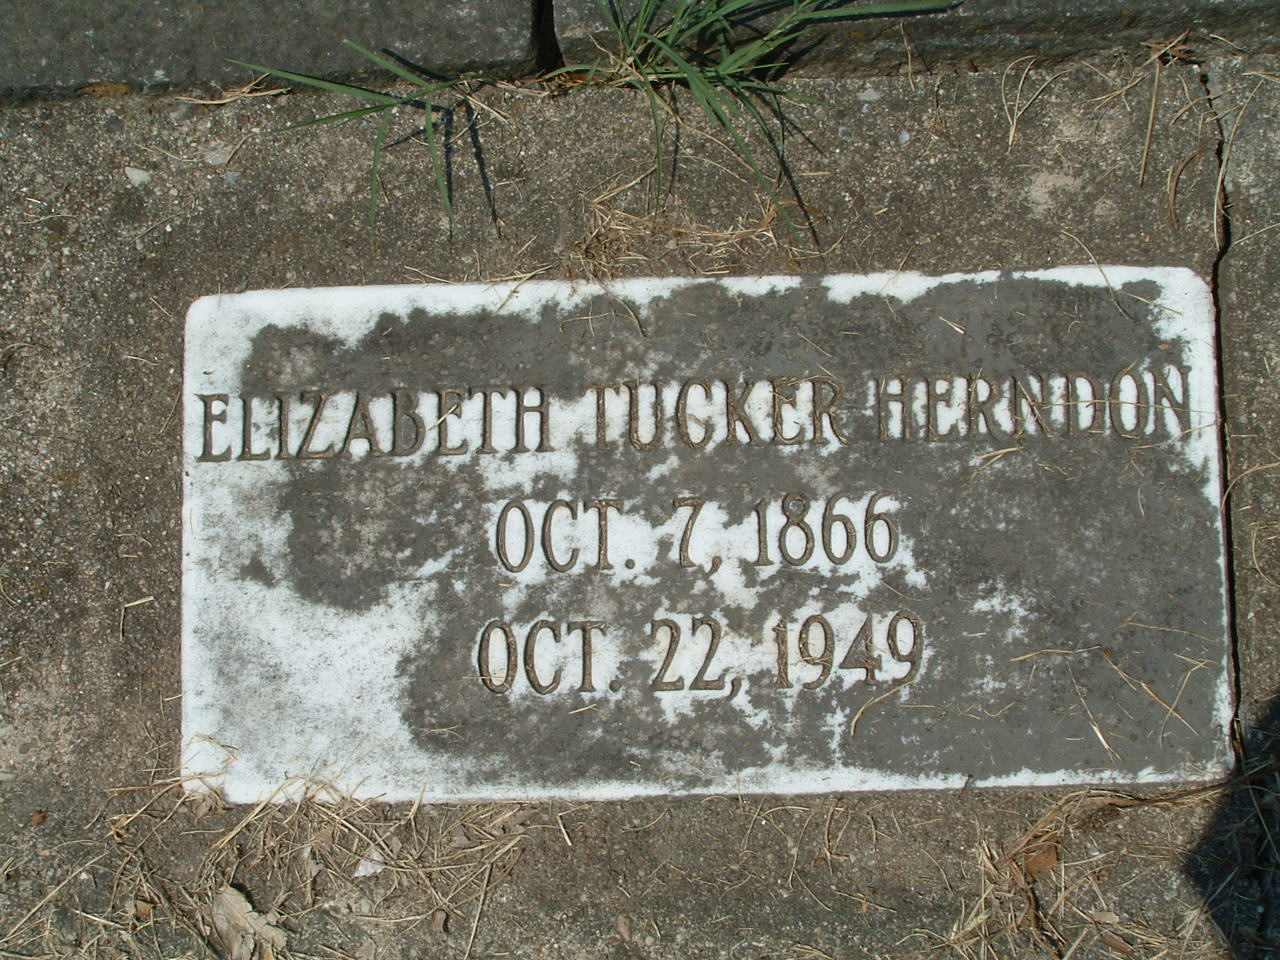 ELIZABETH TUCKER HERNDON
OCT. 7, 1866
OCT. 22, 1949